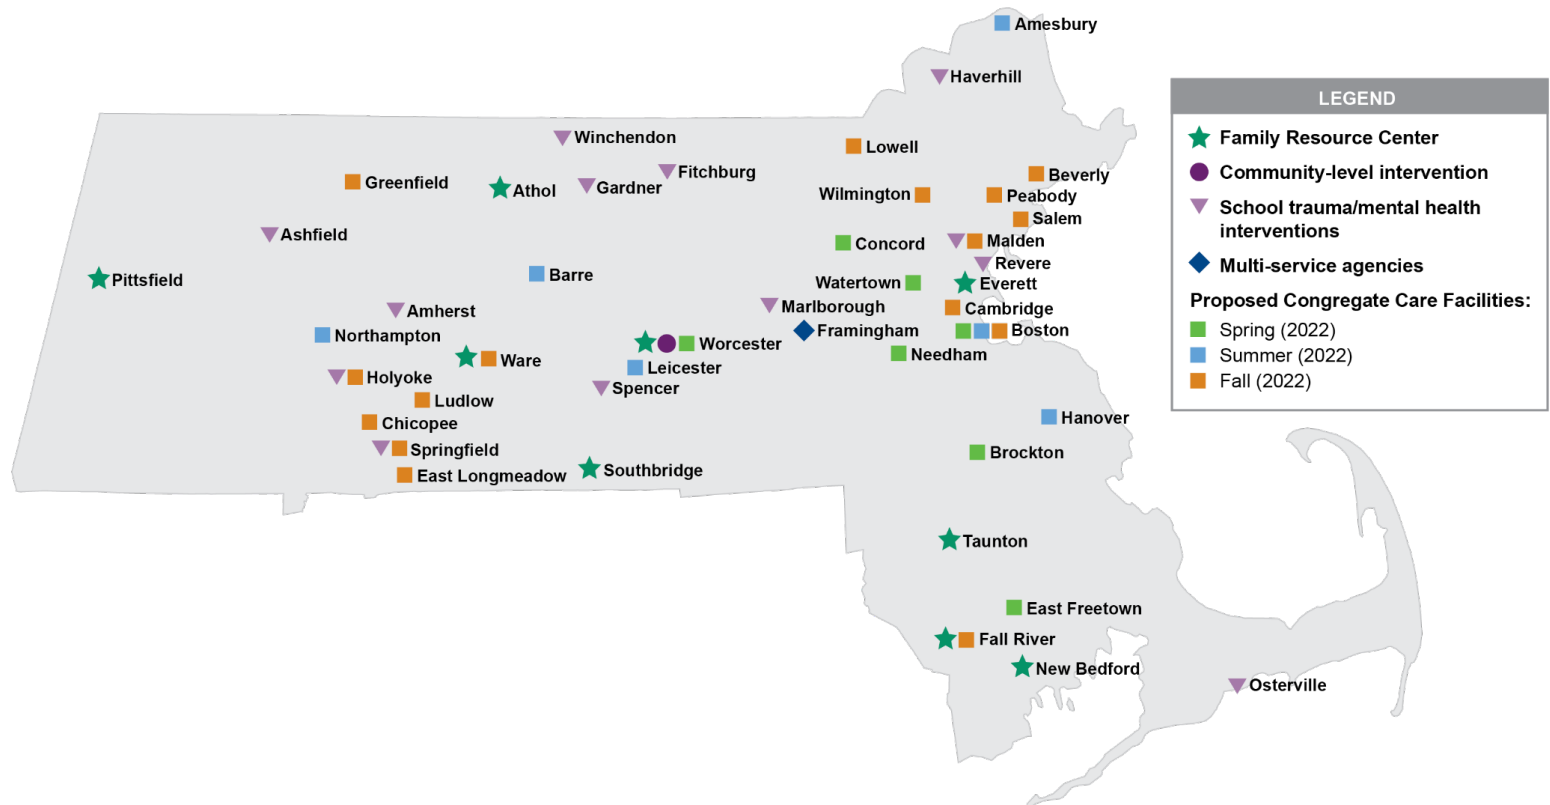 Amesbury
Haverhill
Winchendon
Lowell
Fitchburg
Beverly
Greenfield
Athol
Gardner
Wilmington
Peabody
Salem
Ashfield
Concord
Malden
Revere
Pittsfield
Barre
Watertown
Everett
Amherst
Marlborough
Cambridge
Northampton
Framingham
Boston
Worcester
Needham
Ware
Leicester
Holyoke
Spencer
Ludlow
Chicopee
Hanover
Springfield
Brockton
East Longmeadow
Southbridge
Taunton
East Freetown
Fall River
New Bedford
Osterville
LEGEND
Family Resource Center
Community-level intervention
School trauma/mental health
interventions
Multi-service agencies
Proposed Congregate Care Facilities:
Spring (2022)
Summer (2022)
Fall (2022)